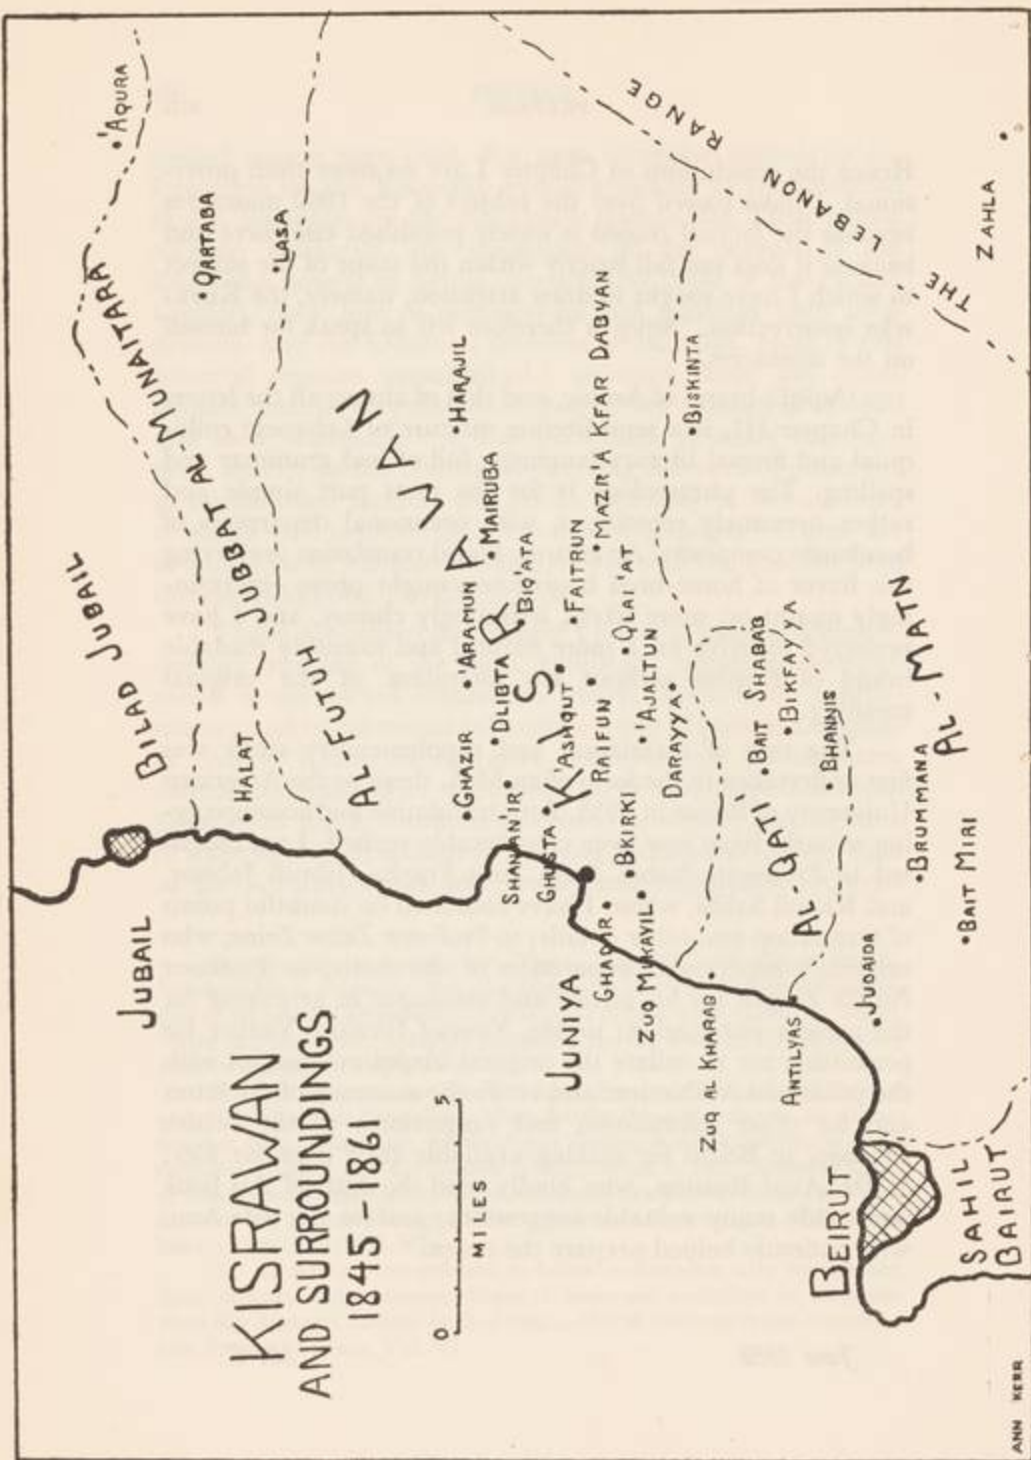 KISRAWAN
AND SURROUNDINGS
1845-1861
0 5
MILES
JUBAIL
BILAD JUBAIL
JUBBAT AL MUNAITARA
•'AQURA
•QARTABA
•LASA
•HALAT
AL-FUTUH
KISRAWAN
•GHAZIR
•'ARAMUN
•HARAJIL
•MAIRUBA
•DLIBTA
•BIQ'ATA
SHANAN'IR•
GHUSTA•
'ASHQUT•
•FAITRUN
•MAZR'A KFAR DABYAN
RAIFUN•
JUNIYA
GHADIR•
•BKIRKI
•QLAI'AT
•'AJALTUN
ZUQ MIKAYIL•
DARAYYA•
•BISKINTA
ZUQ AL KHARAB•
AL-QATI'
•BAIT SHABAB
•BIKFAYYA
•BHANNIS
ANTILYAS•
•JUDAIDA
•BRUMMANA
•BAIT MIRI
AL-MATN
THE LEBANON RANGE
ZAHLA•
BEIRUT
SAHIL
BAIRUT
ANN KERR